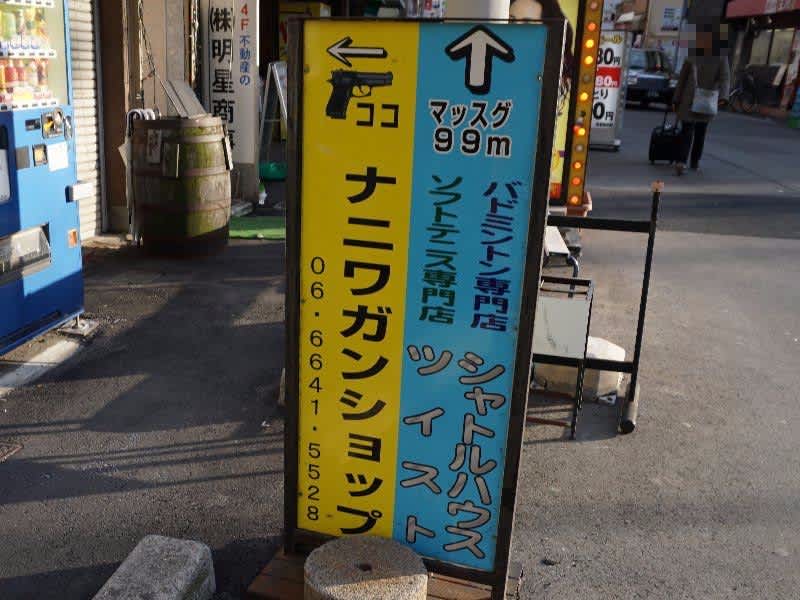 ココ
ナニワガンショップ
06・6641・5528
マッスグ
99m
バドミントン専門店
ソフトテニス専門店
シャトルハウス
ツイスト
4F不動産の
(株)明星商